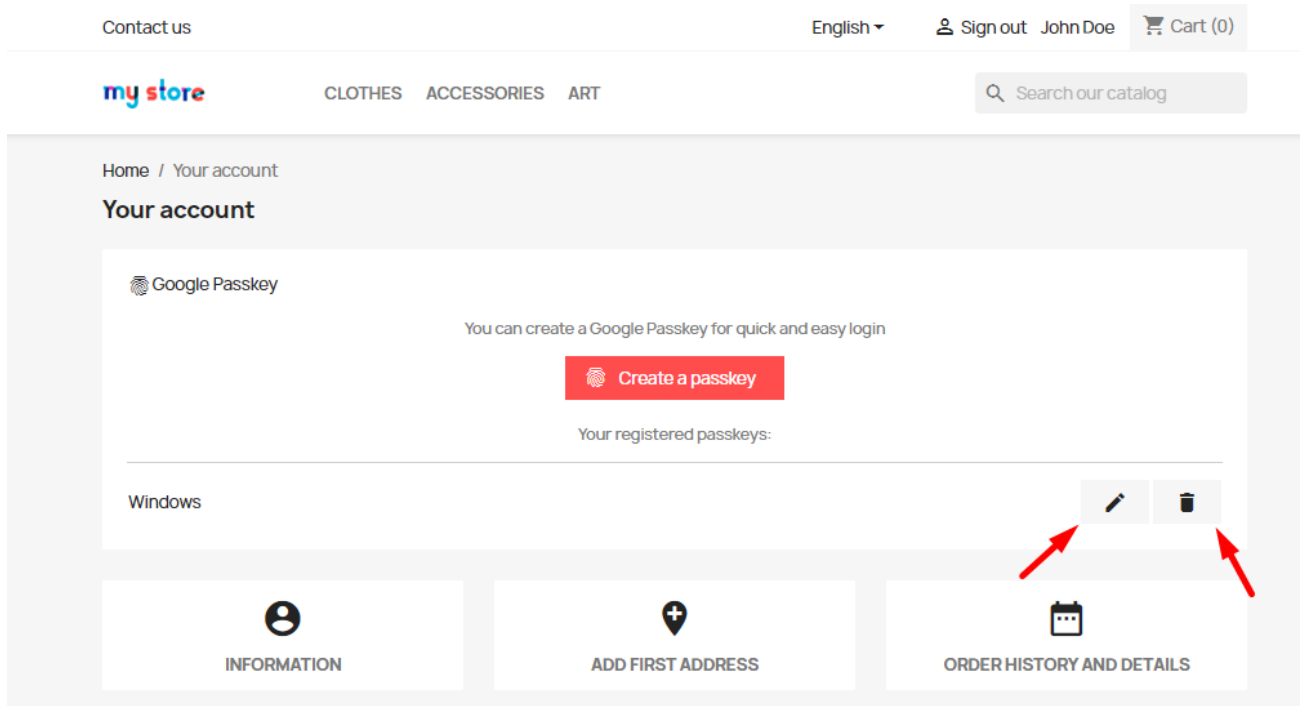 Contact us English Sign out John Doe Cart (0)
my store CLOTHES ACCESSORIES ART Search our catalog
Home / Your account
Your account
Google Passkey
You can create a Google Passkey for quick and easy login
Create a passkey
Your registered passkeys:
Windows
INFORMATION ADD FIRST ADDRESS ORDER HISTORY AND DETAILS